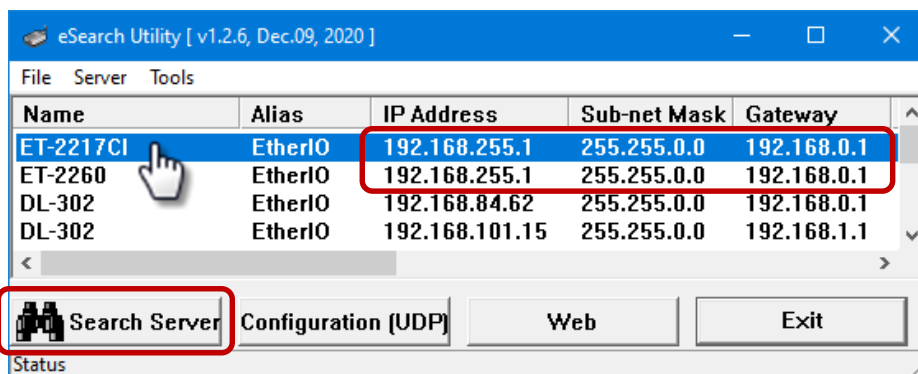 eSearch Utility [ v1.2.6, Dec.09, 2020 ]
File Server Tools
Name Alias IP Address Sub-net Mask Gateway
ET-2217CI EtherIO 192.168.255.1 255.255.0.0 192.168.0.1
ET-2260 EtherIO 192.168.255.1 255.255.0.0 192.168.0.1
DL-302 EtherIO 192.168.84.62 255.255.0.0 192.168.0.1
DL-302 EtherIO 192.168.101.15 255.255.0.0 192.168.1.1
Search Server Configuration (UDP) Web Exit
Status